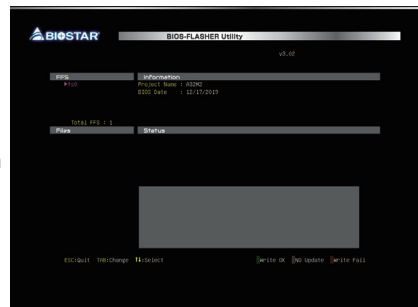 BIOSTAR
BIOS-FLASHER Utility
v3.02
FFS
Information
fs0
Project Name : A32M2
BIOS Date : 12/17/2019
Total FFS : 1
Files
Status
ESC:Quit TAB:Change ↑↓:Select
Write OK NO Update Write Fail